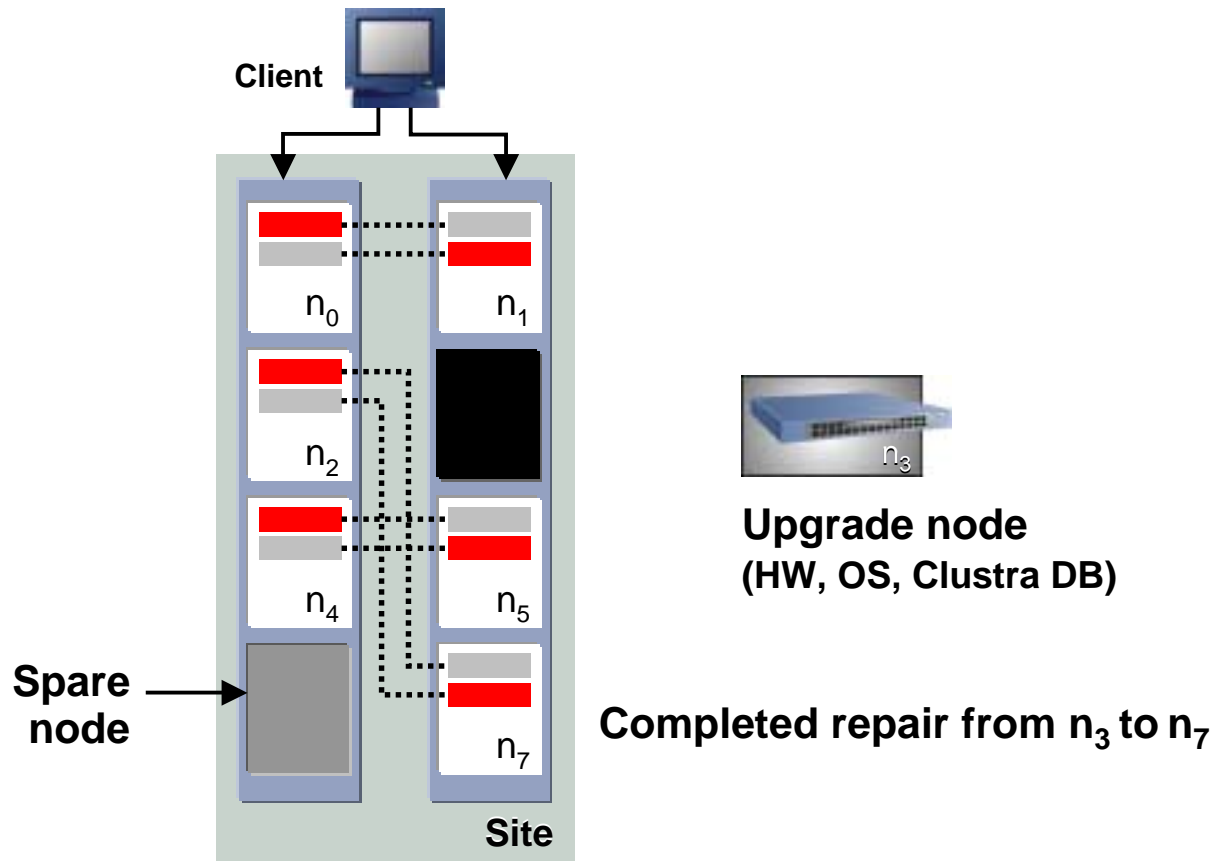 Client
n0
n1
n2
n3
Upgrade node
(HW, OS, Clustra DB)
n4
n5
Spare
node
n7
Completed repair from n3 to n7
Site